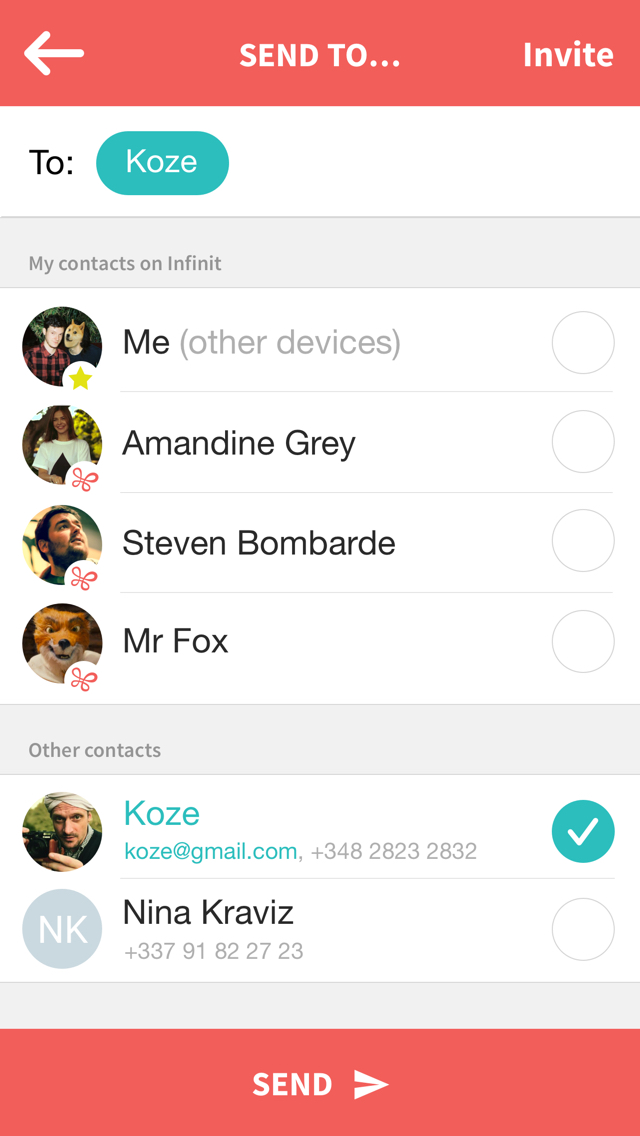 SEND TO...
Invite
To: Koze
My contacts on Infinit
Me (other devices)
Amandine Grey
Steven Bombarde
Mr Fox
Other contacts
Koze
koze@gmail.com, +348 2823 2832
NK
Nina Kraviz
+337 91 82 27 23
SEND